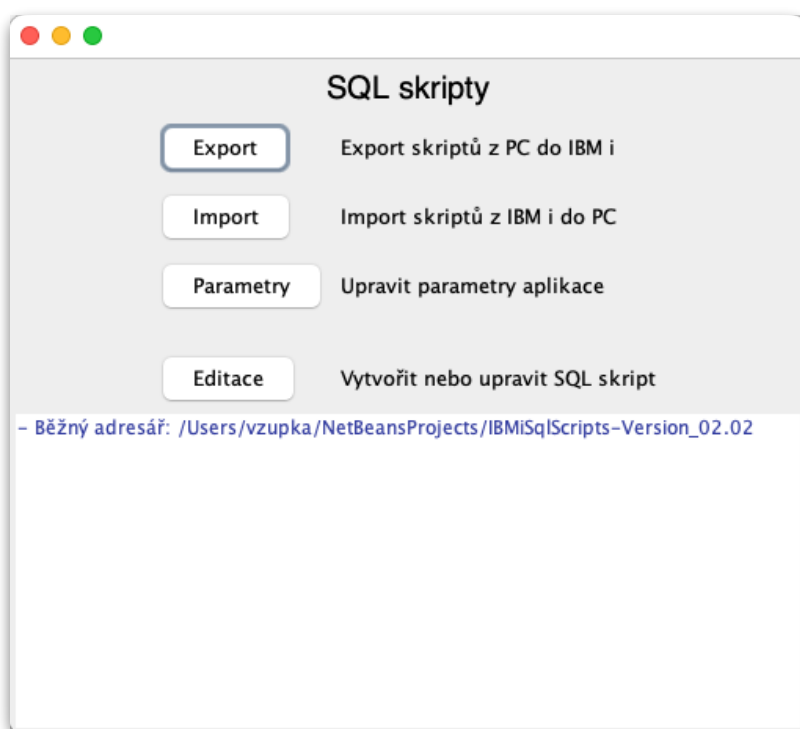 SQL skripty
Export Export skriptů z PC do IBM i
Import Import skriptů z IBM i do PC
Parametry Upravit parametry aplikace
Editace Vytvořit nebo upravit SQL skript
– Běžný adresář: /Users/vzupka/NetBeansProjects/IBMiSqlScripts–Version_02.02